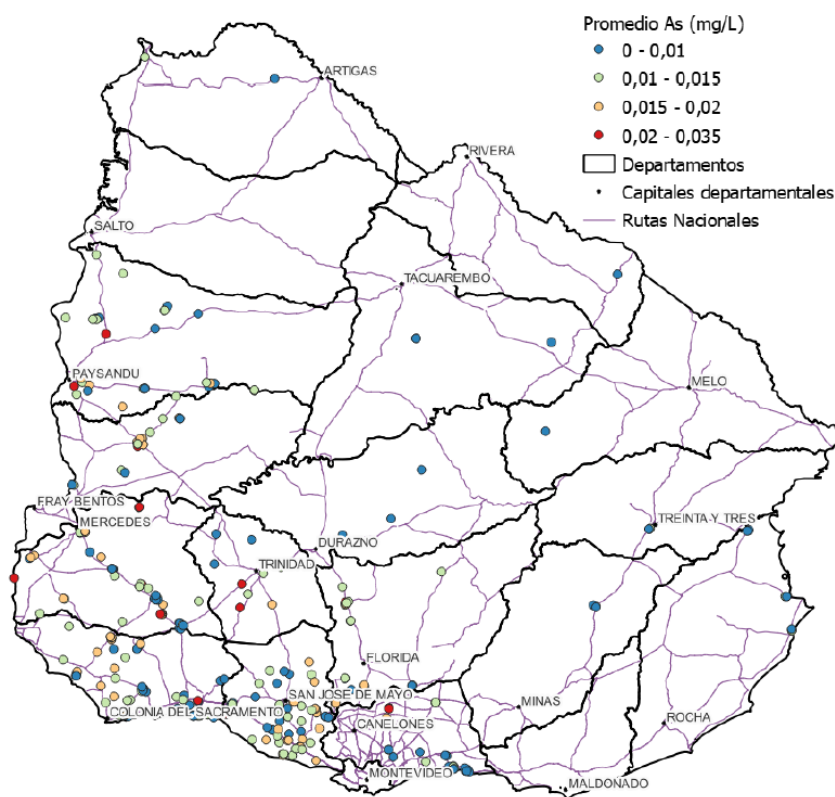 Promedio As (mg/L)
0 - 0,01
0,01 - 0,015
0,015 - 0,02
0,02 - 0,035
Departamentos
Capitales departamentales
Rutas Nacionales
ARTIGAS
RIVERA
SALTO
TACUAREMBO
PAYSANDU
MELO
FRAY BENTOS
MERCEDES
TREINTA Y TRES
DURAZNO
TRINIDAD
FLORIDA
SAN JOSE DE MAYO
COLONIA DEL SACRAMENTO
MINAS
CANELONES
ROCHA
MONTEVIDEO
MALDONADO